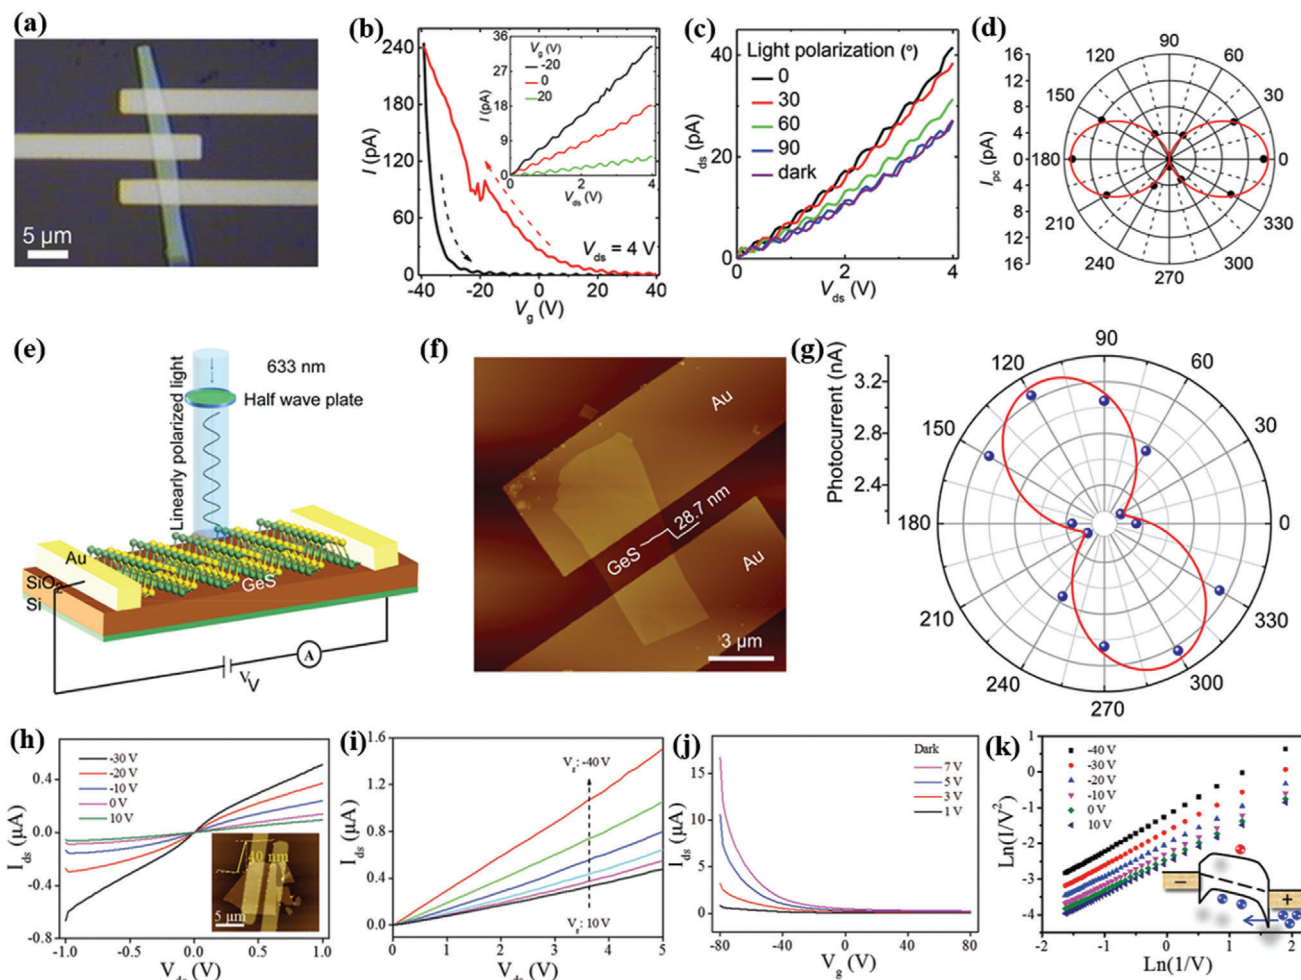 (a)
5 μm
(b)
I (pA)
240
180
120
60
0
-40
-20
0
20
40
Vg (V)
Vds = 4 V
I (pA)
36
27
18
9
0
0
2
4
Vds (V)
Vg (V)
-20
0
20
(c)
Ids (pA)
40
20
0
0
2
4
Vds (V)
Light polarization (°)
0
30
60
90
dark
(d)
Ipc (pA)
16
12
8
4
0
4
8
12
16
90
60
30
0
330
300
270
240
210
180
150
120
(e)
Linearly polarized light
633 nm
Half wave plate
Au
SiO2
Si
GeS
A
V
V
(f)
Au
GeS
28.7 nm
Au
3 μm
(g)
Photocurrent (nA)
3.2
2.8
2.4
90
60
30
0
330
300
270
240
210
180
150
120
(h)
Ids (μA)
0.4
0.0
-0.4
-0.8
-1.0
-0.5
0.0
0.5
1.0
Vds (V)
-30 V
-20 V
-10 V
0 V
10 V
40 nm
5 μm
(i)
Ids (μA)
1.6
1.2
0.8
0.4
0.0
0
1
2
3
4
5
Vds (V)
Vg: -40 V
Vg: 10 V
(j)
Ids (μA)
15
10
5
0
-80
-40
0
40
80
Vg (V)
Dark
7 V
5 V
3 V
1 V
(k)
Ln(I/V²)
1
0
-1
-2
-3
-4
-2
-1
0
1
2
Ln(1/V)
-40 V
-30 V
-20 V
-10 V
0 V
10 V
−
+